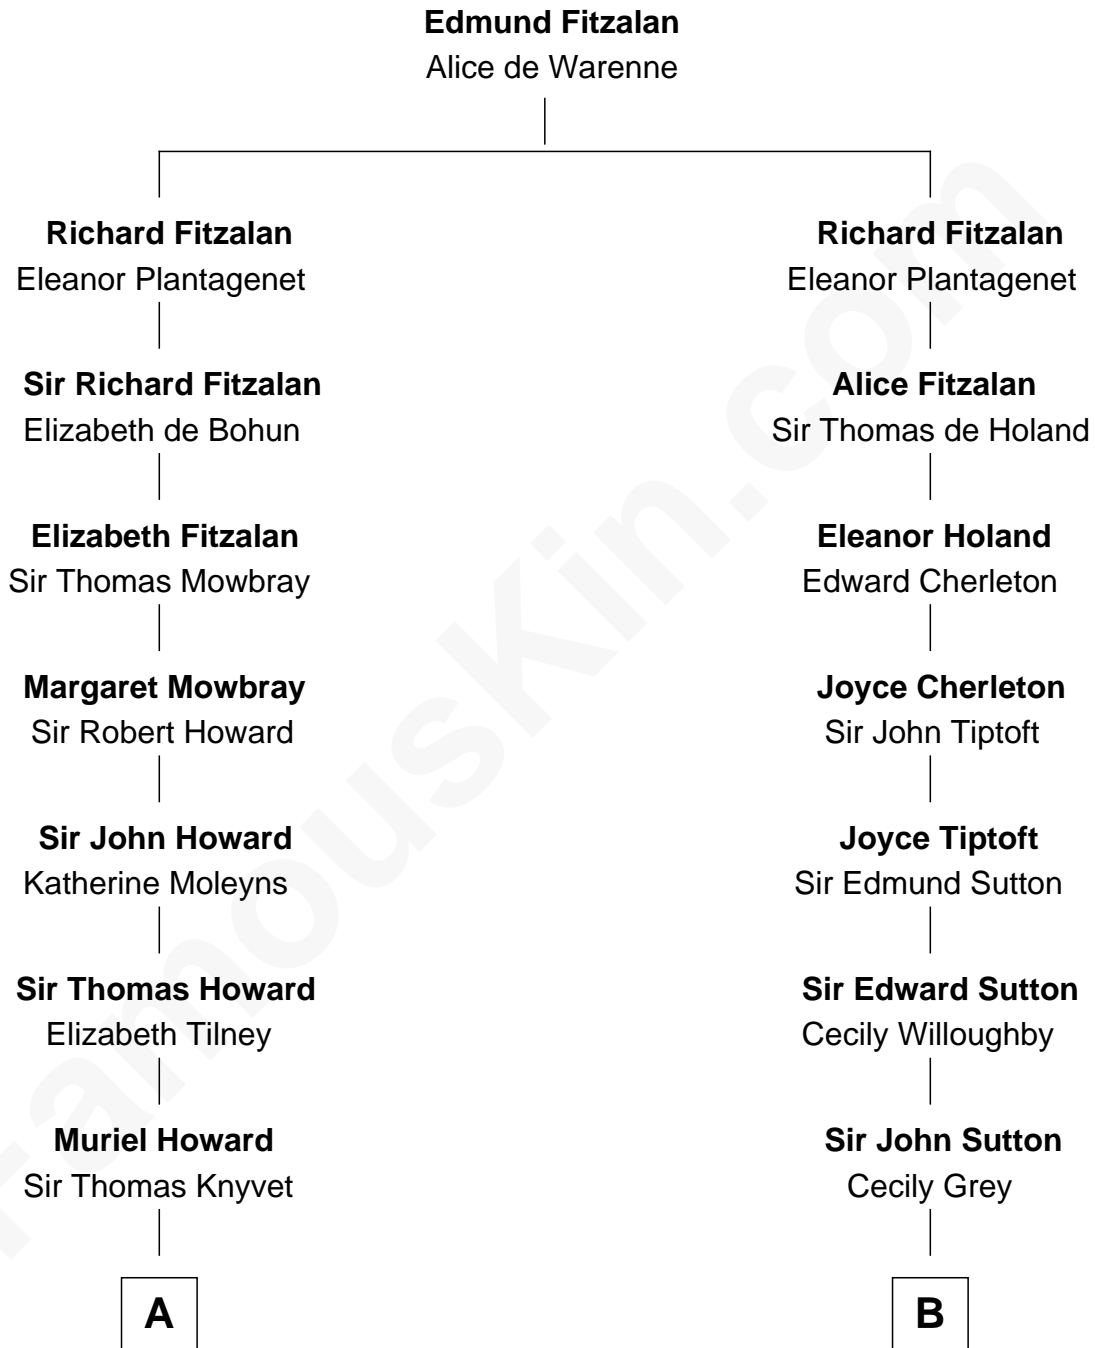 Edmund Fitzalan
Alice de Warenne
Richard Fitzalan
Eleanor Plantagenet
Richard Fitzalan
Eleanor Plantagenet
Sir Richard Fitzalan
Elizabeth de Bohun
Alice Fitzalan
Sir Thomas de Holand
Elizabeth Fitzalan
Sir Thomas Mowbray
Eleanor Holand
Edward Cherleton
Margaret Mowbray
Sir Robert Howard
Joyce Cherleton
Sir John Tiptoft
Sir John Howard
Katherine Moleyns
Joyce Tiptoft
Sir Edmund Sutton
Sir Thomas Howard
Elizabeth Tilney
Sir Edward Sutton
Cecily Willoughby
Muriel Howard
Sir Thomas Knyvet
Sir John Sutton
Cecily Grey
A
B
FamousKin.com